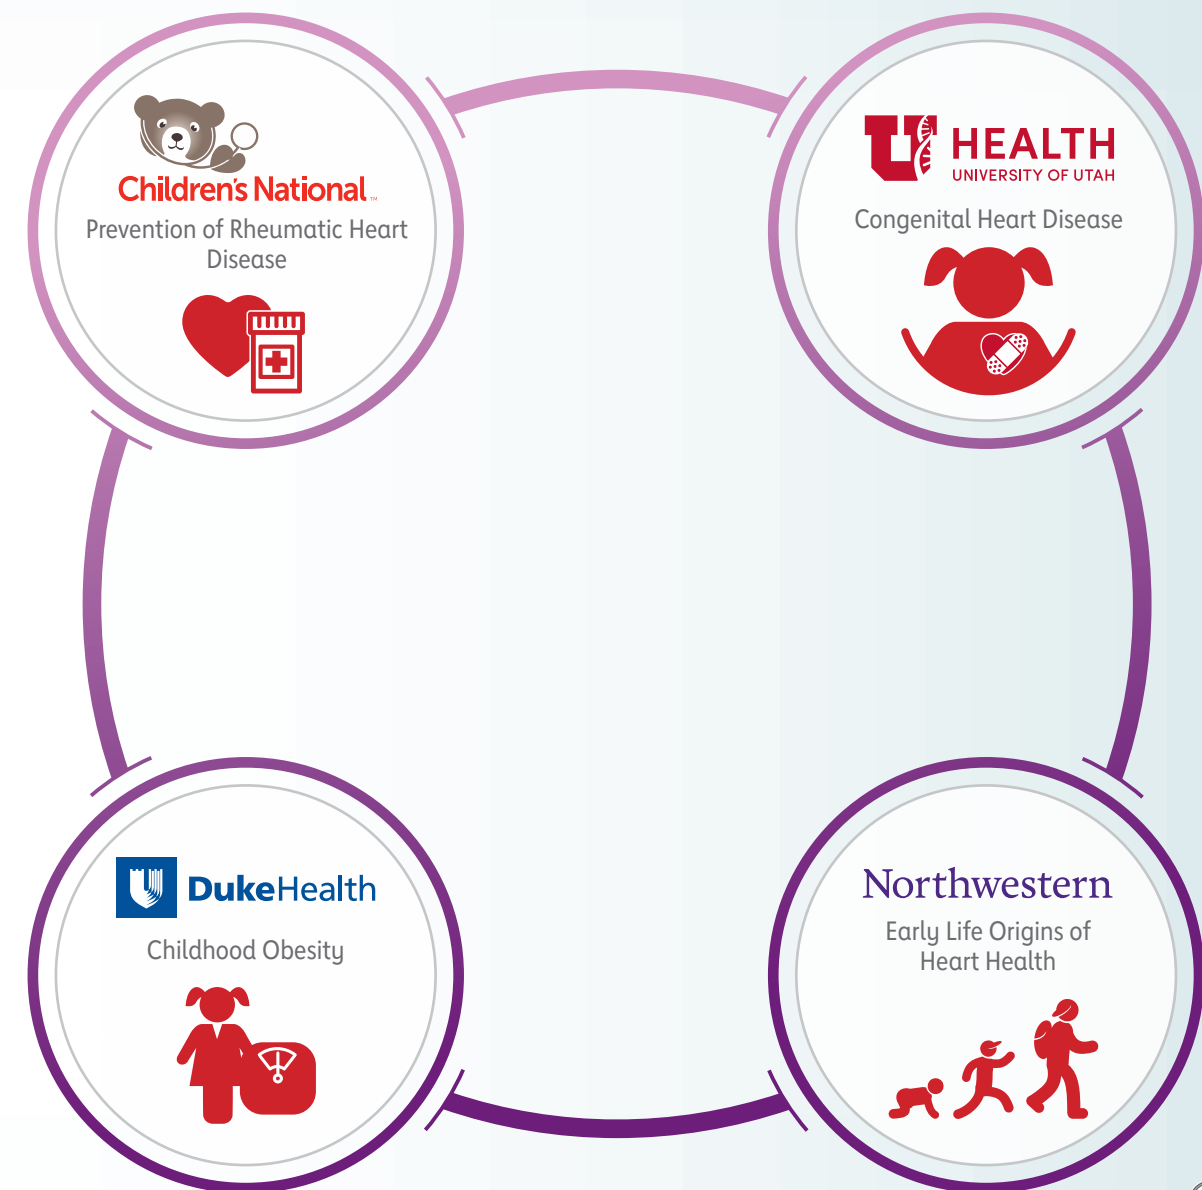 Children's National™
Prevention of Rheumatic Heart
Disease
U HEALTH
UNIVERSITY OF UTAH
Congenital Heart Disease
DukeHealth
Childhood Obesity
Northwestern
Early Life Origins of
Heart Health